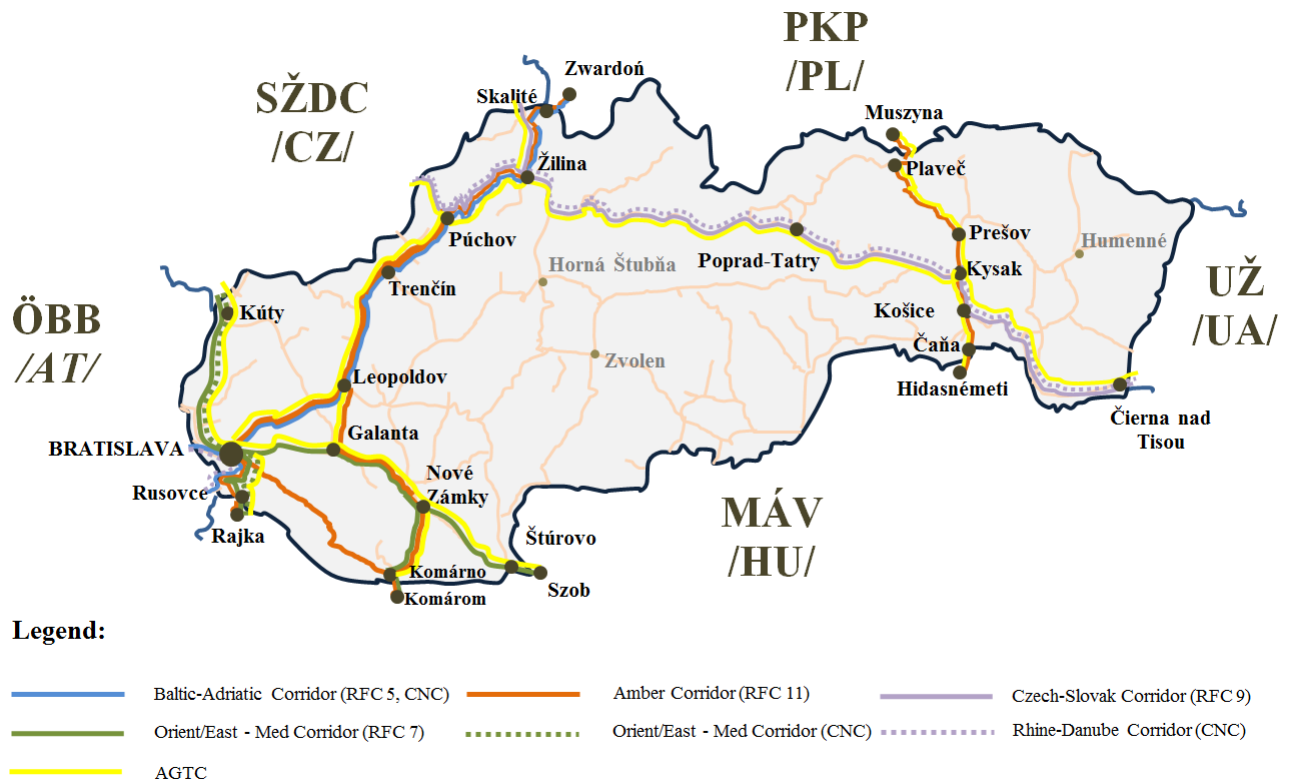 PKP
/PL/
SŽDC
/CZ/
Zwardoń
Skalité
Muszyna
Žilina
Plaveč
Púchov
Prešov
Humenné
Horná Štubňa
Poprad-Tatry
Kysak
Trenčín
UŽ
/UA/
ÖBB
/AT/
Kúty
Košice
Čaňa
Zvolen
Leopoldov
Hidasnémeti
Čierna nad
Tisou
Galanta
BRATISLAVA
Nové
Zámky
Rusovce
MÁV
/HU/
Rajka
Štúrovo
Komárno
Szob
Komárom
Legend:
Baltic-Adriatic Corridor (RFC 5, CNC)
Amber Corridor (RFC 11)
Czech-Slovak Corridor (RFC 9)
Orient/East - Med Corridor (RFC 7)
Orient/East - Med Corridor (CNC)
Rhine-Danube Corridor (CNC)
AGTC